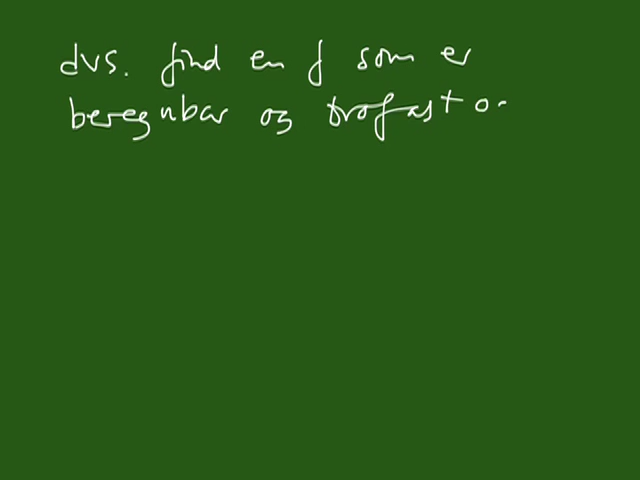 dvs. find en f som er
beregnbar og trofast o